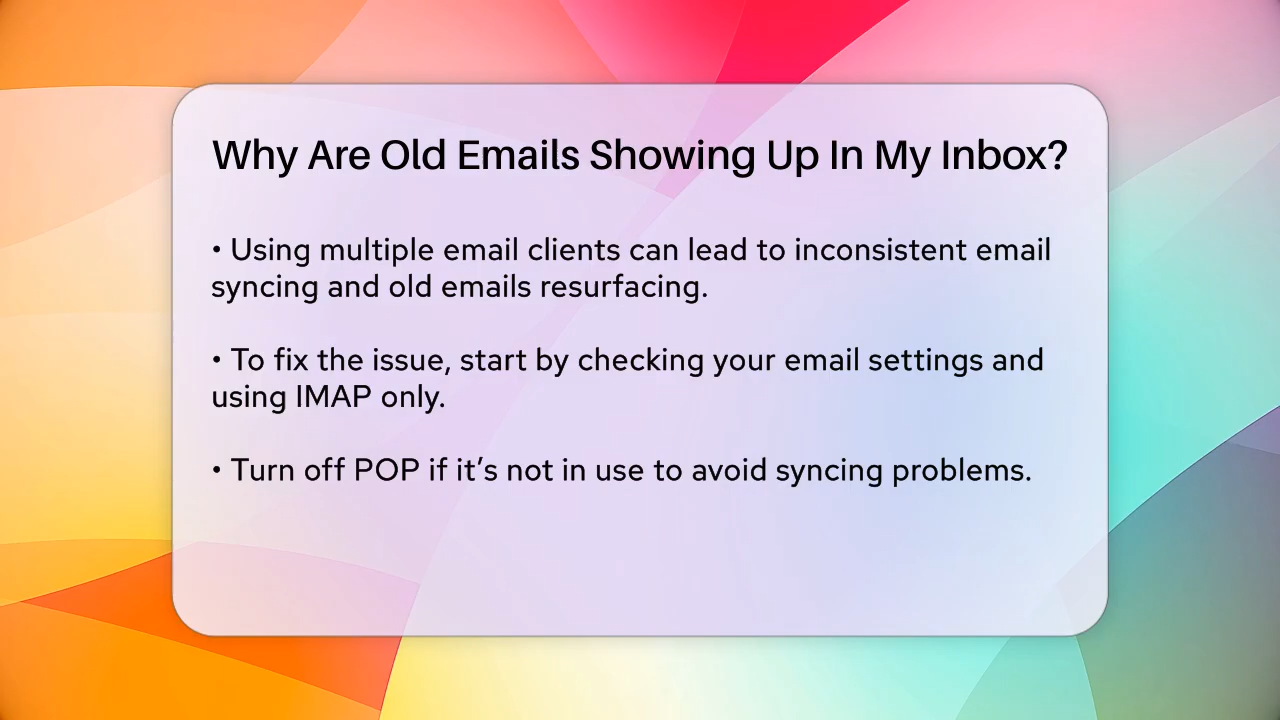 Why Are Old Emails Showing Up In My Inbox?
• Using multiple email clients can lead to inconsistent email
syncing and old emails resurfacing.
• To fix the issue, start by checking your email settings and
using IMAP only.
• Turn off POP if it’s not in use to avoid syncing problems.